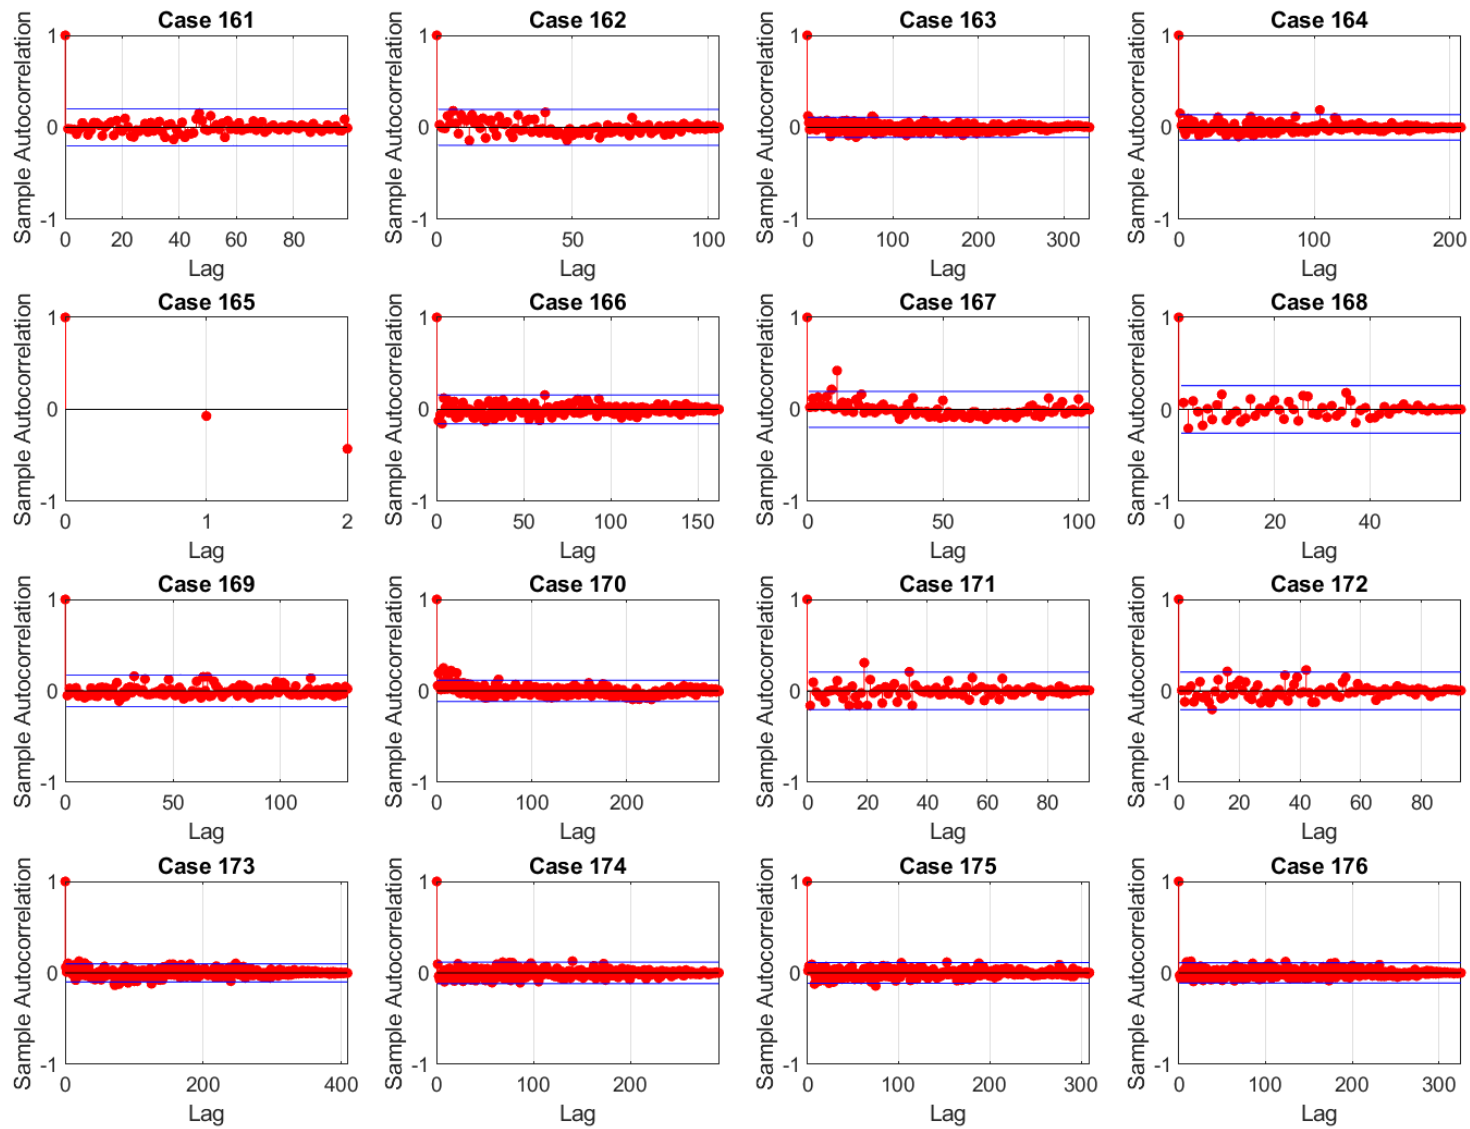 Case 161
Sample Autocorrelation
1
0
-1
0 20 40 60 80
Lag
Case 162
Sample Autocorrelation
1
0
-1
0 50 100
Lag
Case 163
Sample Autocorrelation
1
0
-1
0 100 200 300
Lag
Case 164
Sample Autocorrelation
1
0
-1
0 100 200
Lag
Case 165
Sample Autocorrelation
1
0
-1
0 1 2
Lag
Case 166
Sample Autocorrelation
1
0
-1
0 50 100 150
Lag
Case 167
Sample Autocorrelation
1
0
-1
0 50 100
Lag
Case 168
Sample Autocorrelation
1
0
-1
0 20 40
Lag
Case 169
Sample Autocorrelation
1
0
-1
0 50 100
Lag
Case 170
Sample Autocorrelation
1
0
-1
0 100 200
Lag
Case 171
Sample Autocorrelation
1
0
-1
0 20 40 60 80
Lag
Case 172
Sample Autocorrelation
1
0
-1
0 20 40 60 80
Lag
Case 173
Sample Autocorrelation
1
0
-1
0 200 400
Lag
Case 174
Sample Autocorrelation
1
0
-1
0 100 200
Lag
Case 175
Sample Autocorrelation
1
0
-1
0 100 200 300
Lag
Case 176
Sample Autocorrelation
1
0
-1
0 100 200 300
Lag